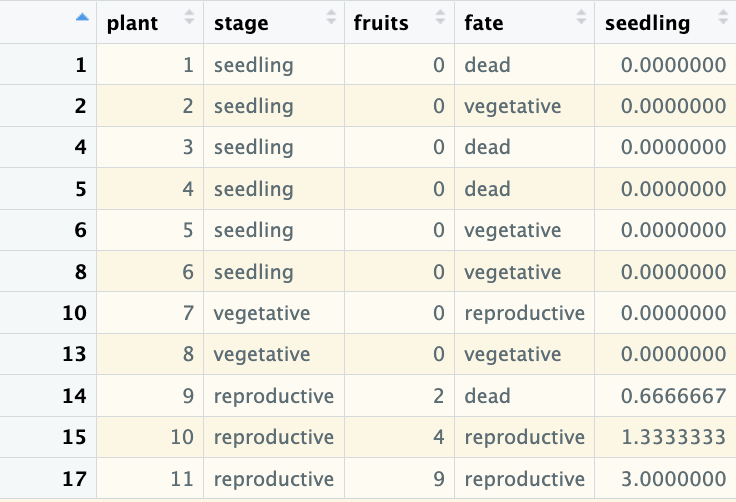 plant stage fruits fate seedling
1 1 seedling 0 dead 0.0000000
2 2 seedling 0 vegetative 0.0000000
4 3 seedling 0 dead 0.0000000
5 4 seedling 0 dead 0.0000000
6 5 seedling 0 vegetative 0.0000000
8 6 seedling 0 vegetative 0.0000000
10 7 vegetative 0 reproductive 0.0000000
13 8 vegetative 0 vegetative 0.0000000
14 9 reproductive 2 dead 0.6666667
15 10 reproductive 4 reproductive 1.3333333
17 11 reproductive 9 reproductive 3.0000000